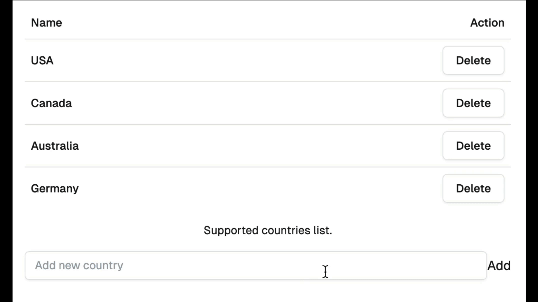 Name Action
USA Delete
Canada Delete
Australia Delete
Germany Delete
Supported countries list.
Add new country Add